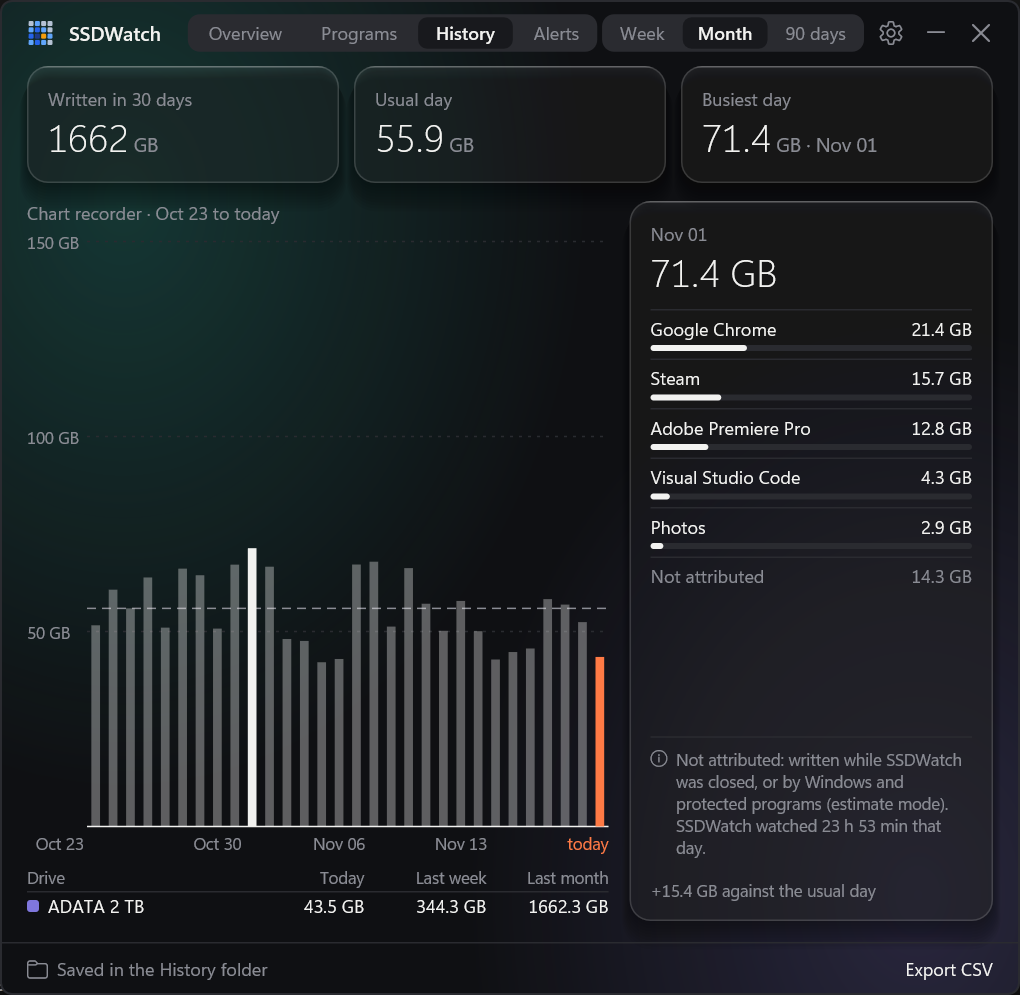 SSDWatch
Overview Programs History Alerts
Week Month 90 days
Written in 30 days
1662 GB
Usual day
55.9 GB
Busiest day
71.4 GB · Nov 01
Chart recorder · Oct 23 to today
150 GB
100 GB
50 GB
Oct 23 Oct 30 Nov 06 Nov 13 today
Drive Today Last week Last month
ADATA 2 TB 43.5 GB 344.3 GB 1662.3 GB
Nov 01
71.4 GB
Google Chrome 21.4 GB
Steam 15.7 GB
Adobe Premiere Pro 12.8 GB
Visual Studio Code 4.3 GB
Photos 2.9 GB
Not attributed 14.3 GB
Not attributed: written while SSDWatch
was closed, or by Windows and
protected programs (estimate mode).
SSDWatch watched 23 h 53 min that
day.
+15.4 GB against the usual day
Saved in the History folder
Export CSV